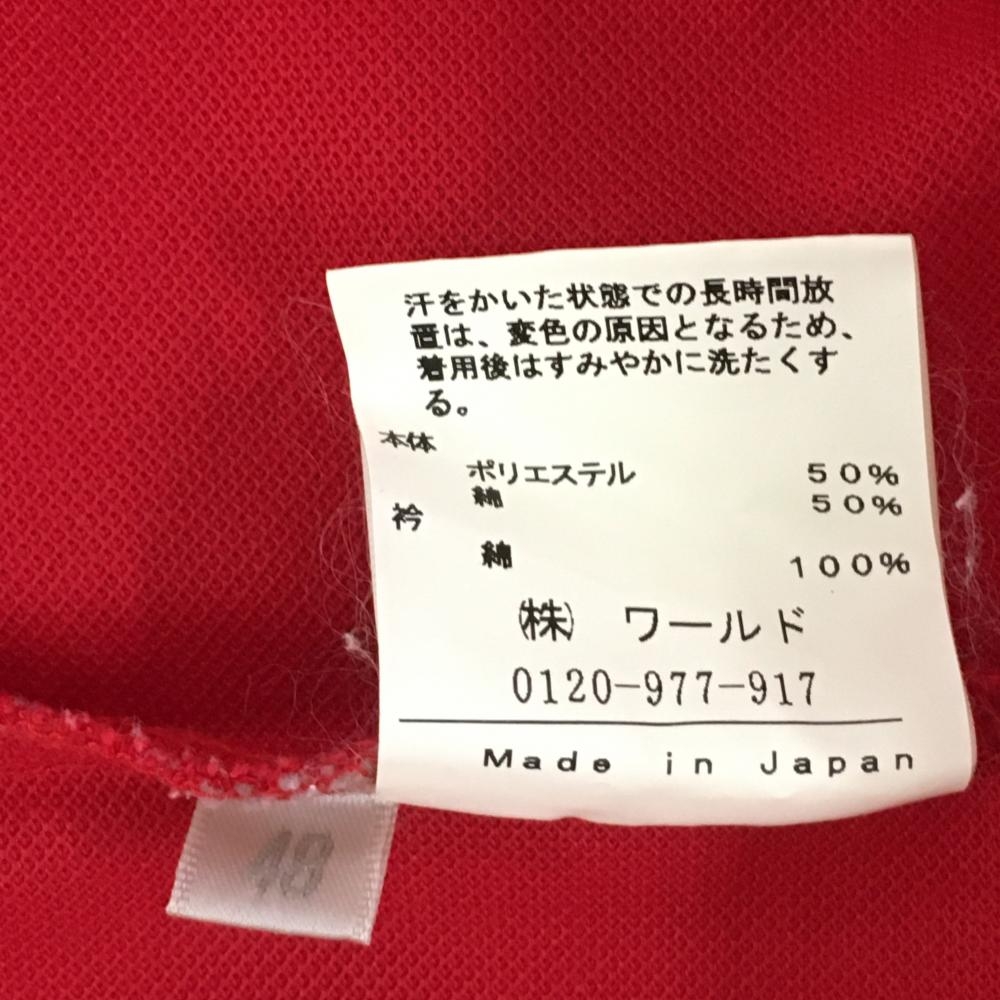 汗をかいた状態での長時間放
置は、変色の原因となるため、
着用後はすみやかに洗たくす
る。
本体
ポリエステル 50%
綿 50%
衿
綿 100%
㈱ ワールド
0120-977-917
Made in Japan
48